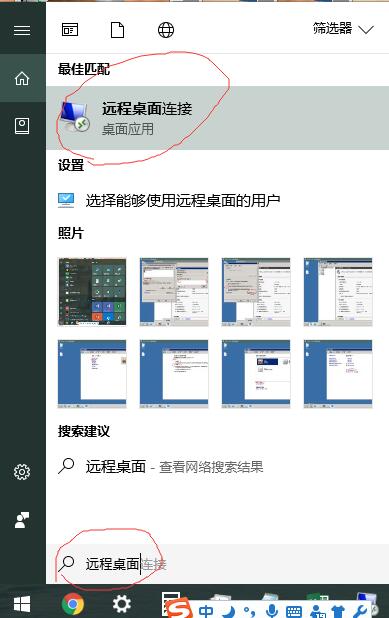 筛选器
最佳匹配
远程桌面连接
桌面应用
设置
选择能够使用远程桌面的用户
照片
搜索建议
远程桌面 - 查看网络搜索结果
远程桌面连接
中